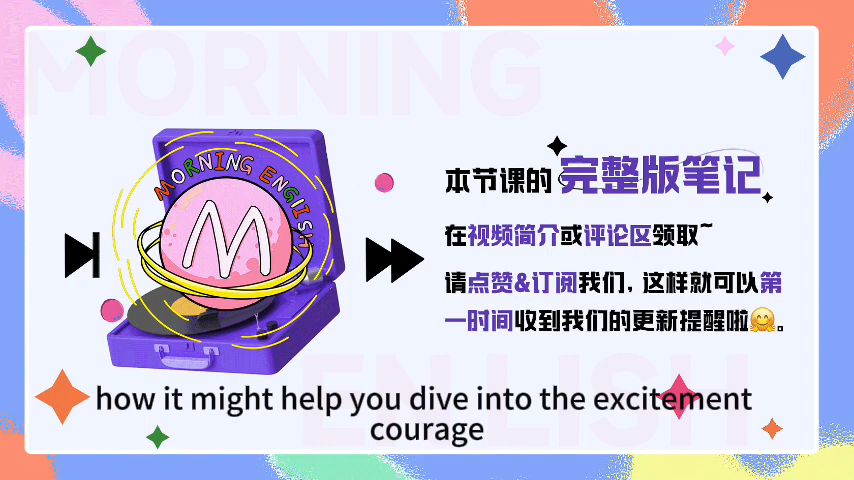 MORNING
MORNING ENGLISH
M
本节课的 完整版笔记
在视频简介或评论区领取~
请点赞&订阅我们, 这样就可以第
一时间收到我们的更新提醒啦🤗。
ENGLISH
how it might help you dive into the excitement
courage